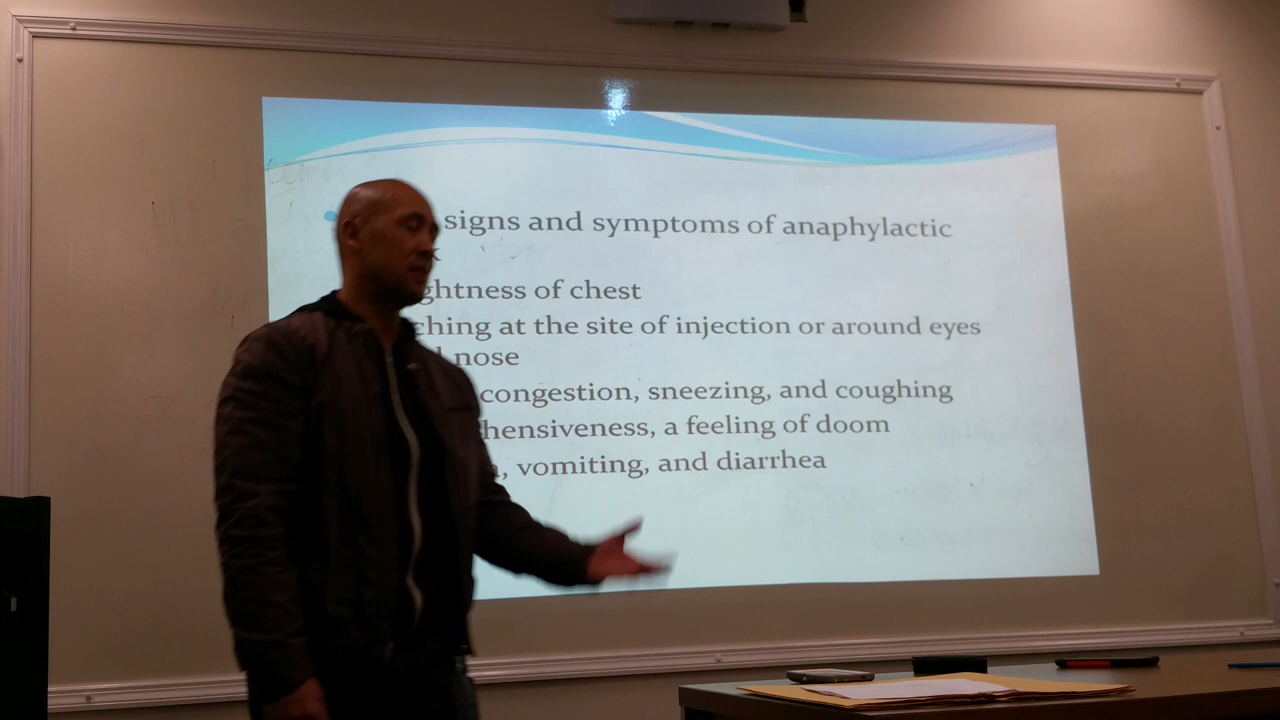 signs and symptoms of anaphylactic
k
ghtness of chest
ching at the site of injection or around eyes
nose
congestion, sneezing, and coughing
hensiveness, a feeling of doom
, vomiting, and diarrhea